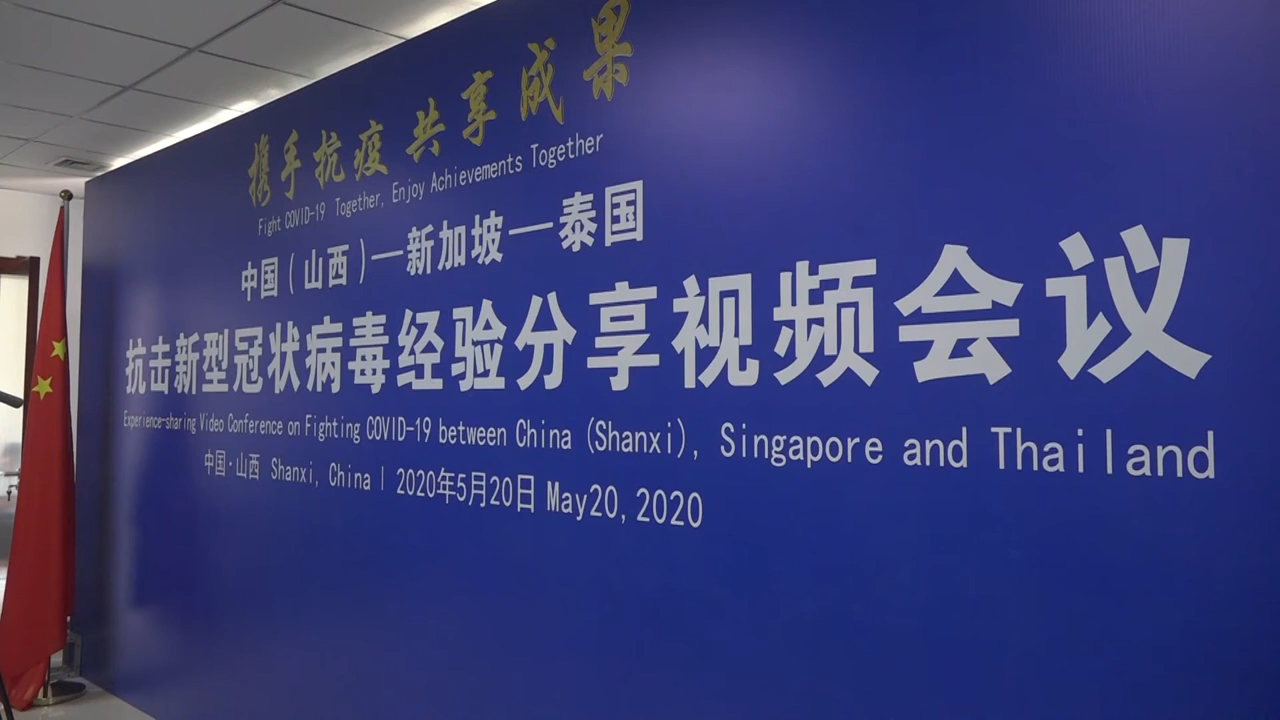 携手抗疫 共享成果
Fight COVID-19 Together, Enjoy Achievements Together
中国(山西)—新加坡—泰国
抗击新型冠状病毒经验分享视频会议
Experience-sharing Video Conference on Fighting COVID-19 between China (Shanxi), Singapore and Thailand
中国·山西 Shanxi, China | 2020年5月20日 May20, 2020